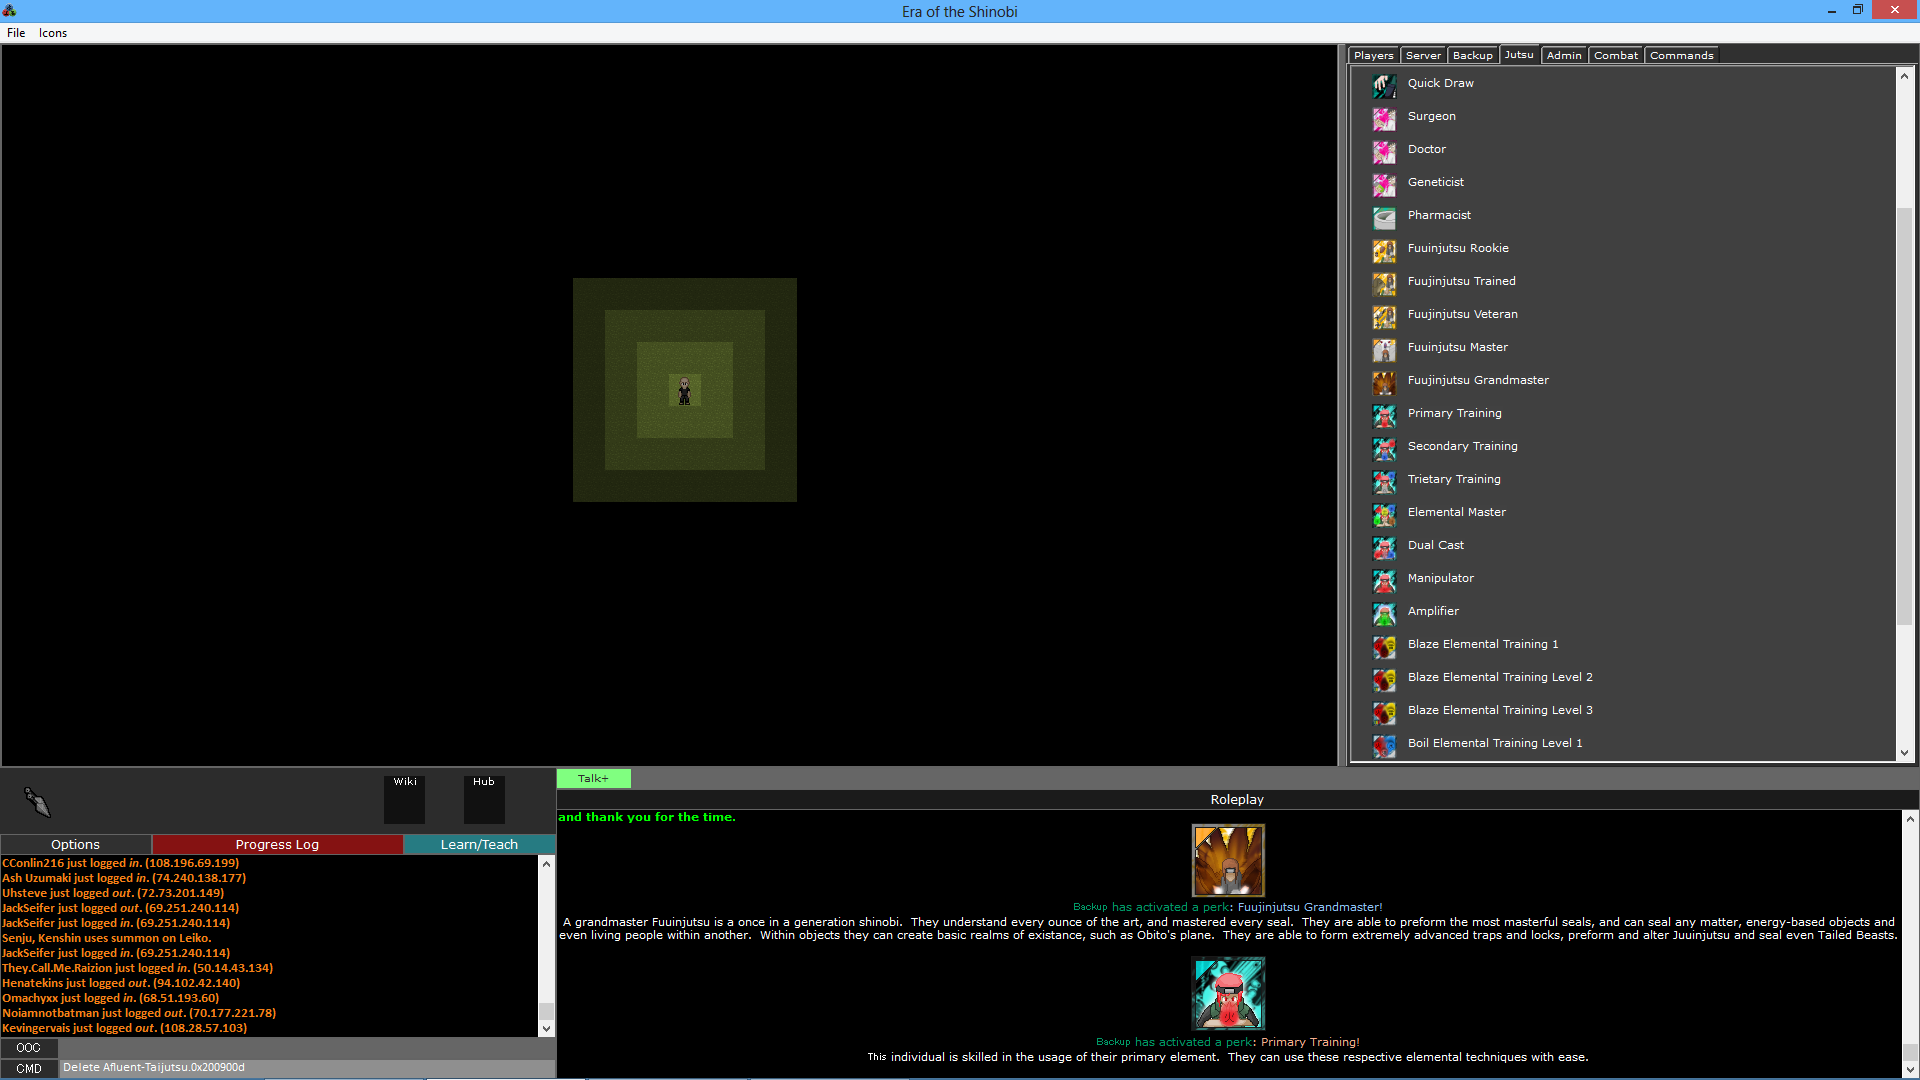 Era of the Shinobi
File Icons
Players Server Backup Jutsu Admin Combat Commands
Quick Draw
Surgeon
Doctor
Geneticist
Pharmacist
Fuuinjutsu Rookie
Fuujinjutsu Trained
Fuujinjutsu Veteran
Fuuinjutsu Master
Fuujinjutsu Grandmaster
Primary Training
Secondary Training
Trietary Training
Elemental Master
Dual Cast
Manipulator
Amplifier
Blaze Elemental Training 1
Blaze Elemental Training Level 2
Blaze Elemental Training Level 3
Boil Elemental Training Level 1
Wiki Hub
Options Progress Log Learn/Teach
CConlin216 just logged in. (108.196.69.199)
Ash Uzumaki just logged in. (74.240.138.177)
Uhsteve just logged out. (72.73.201.149)
JackSeifer just logged out. (69.251.240.114)
JackSeifer just logged in. (69.251.240.114)
Senju, Kenshin uses summon on Leiko.
JackSeifer just logged in. (69.251.240.114)
They.Call.Me.Raizion just logged in. (50.14.43.134)
Henatekins just logged out. (94.102.42.140)
Omachyxx just logged in. (68.51.193.60)
Noiamnotbatman just logged out. (70.177.221.78)
Kevingervais just logged out. (108.28.57.103)
OOC
CMD Delete Afluent-Taijutsu.0x200900d
Talk+
Roleplay
and thank you for the time.
Backup has activated a perk: Fuujinjutsu Grandmaster!
A grandmaster Fuuinjutsu is a once in a generation shinobi. They understand every ounce of the art, and mastered every seal. They are able to preform the most masterful seals, and can seal any matter, energy-based objects and
even living people within another. Within objects they can create basic realms of existance, such as Obito's plane. They are able to form extremely advanced traps and locks, preform and alter Juuinjutsu and seal even Tailed Beasts.
Backup has activated a perk: Primary Training!
This individual is skilled in the usage of their primary element. They can use these respective elemental techniques with ease.